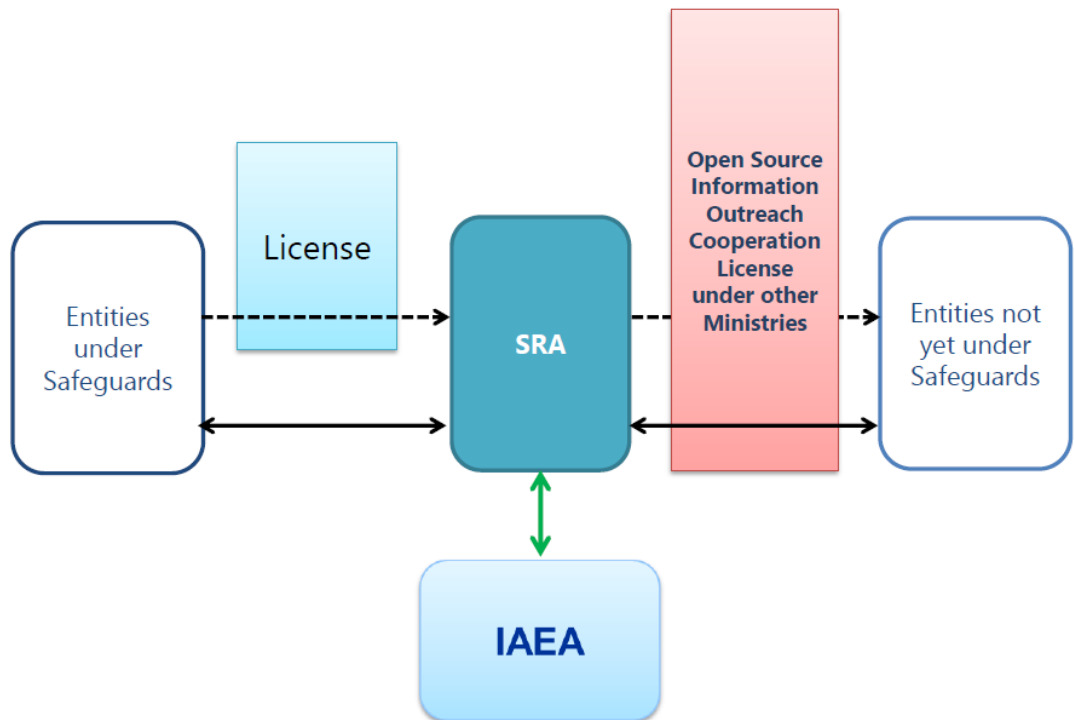 Entities
under
Safeguards
License
SRA
Open Source
Information
Outreach
Cooperation
License
under other
Ministries
Entities not
yet under
Safeguards
IAEA